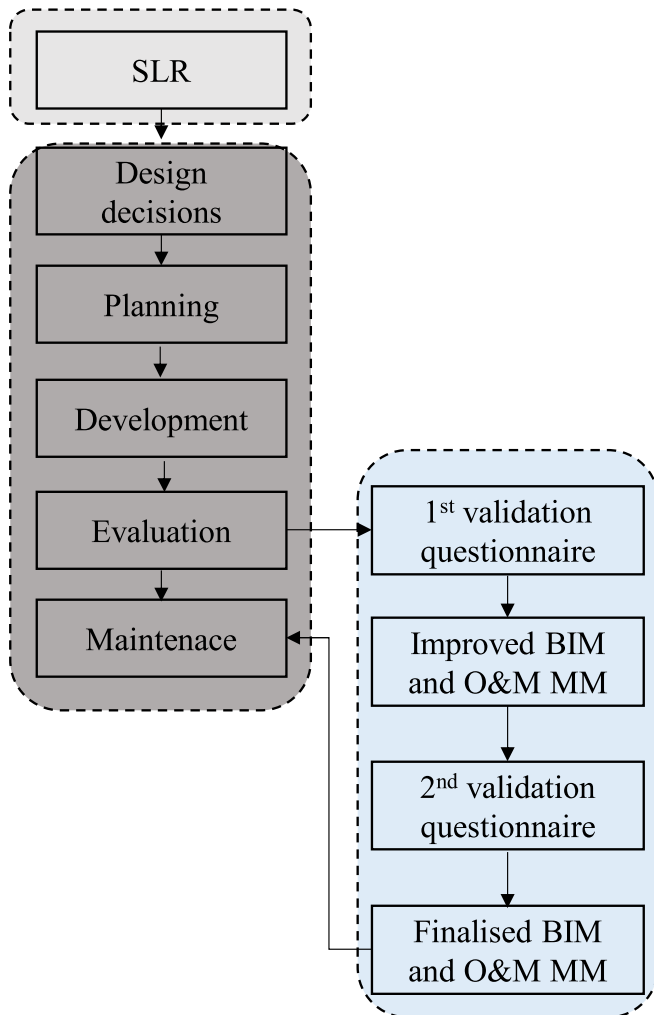 SLR
Design
decisions
Planning
Development
Evaluation
Maintenace
1st validation
questionnaire
Improved BIM
and O&M MM
2nd validation
questionnaire
Finalised BIM
and O&M MM